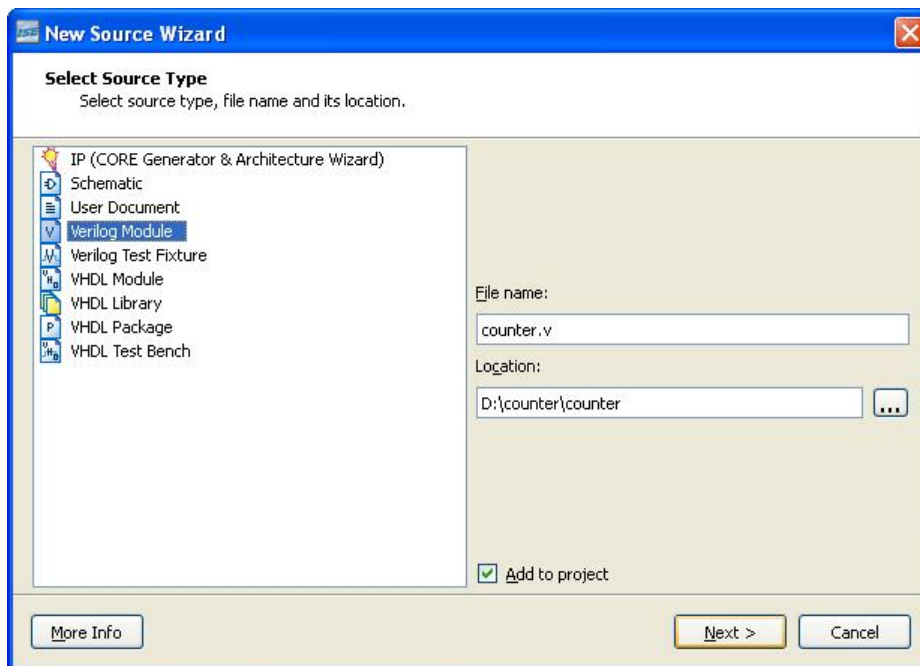 ISE New Source Wizard
Select Source Type
Select source type, file name and its location.
IP (CORE Generator & Architecture Wizard)
Schematic
User Document
Verilog Module
Verilog Test Fixture
VHDL Module
VHDL Library
VHDL Package
VHDL Test Bench
File name:
counter.v
Location:
D:\counter\counter
...
Add to project
More Info
Next >
Cancel